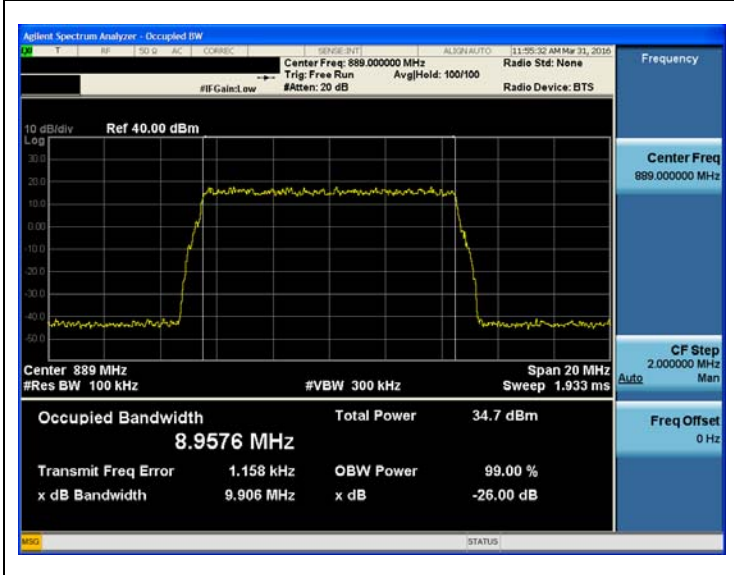 Agilent Spectrum Analyzer - Occupied BW
T RF 50 Ω AC CORREC SENSE:INT ALIGN AUTO 11:55:32 AM Mar 31, 2016
Center Freq: 889.000000 MHz Radio Std: None
Trig: Free Run Avg|Hold: 100/100
#IFGain:Low #Atten: 20 dB Radio Device: BTS
Frequency
10 dB/div Ref 40.00 dBm
Log
30.0
20.0
10.0
0.00
-10.0
-20.0
-30.0
-40.0
-50.0
Center Freq
889.000000 MHz
Center 889 MHz Span 20 MHz
#Res BW 100 kHz #VBW 300 kHz Sweep 1.933 ms
CF Step
2.000000 MHz
Auto Man
Occupied Bandwidth Total Power 34.7 dBm
8.9576 MHz
Freq Offset
0 Hz
Transmit Freq Error 1.158 kHz OBW Power 99.00 %
x dB Bandwidth 9.906 MHz x dB -26.00 dB
MSG STATUS